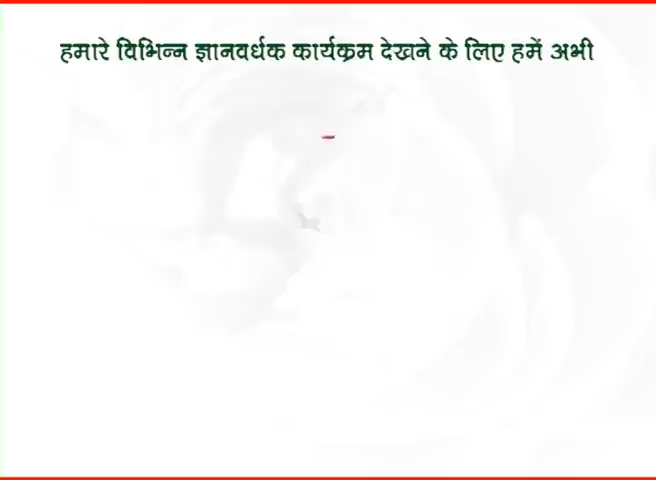 हमारे विभिन्न ज्ञानवर्धक कार्यक्रम देखने के लिए हमें अभी